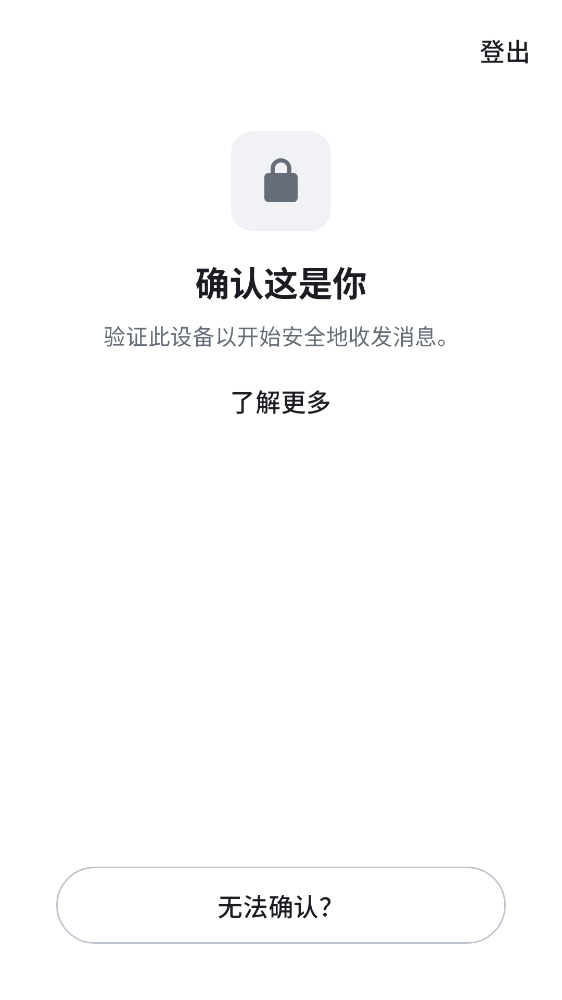 登出
确认这是你
验证此设备以开始安全地收发消息。
了解更多
无法确认？